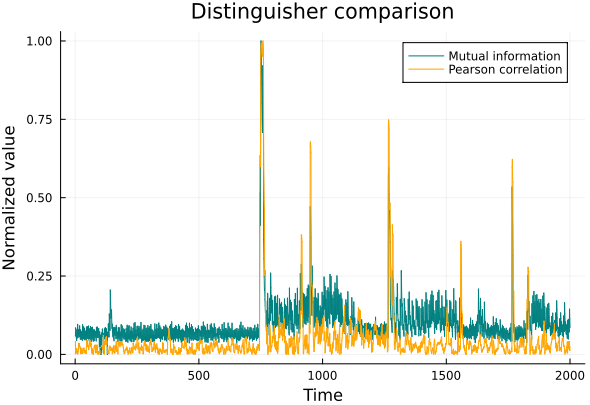 Distinguisher comparison
Mutual information
Pearson correlation
Normalized value
1.00
0.75
0.50
0.25
0.00
0
500
1000
1500
2000
Time